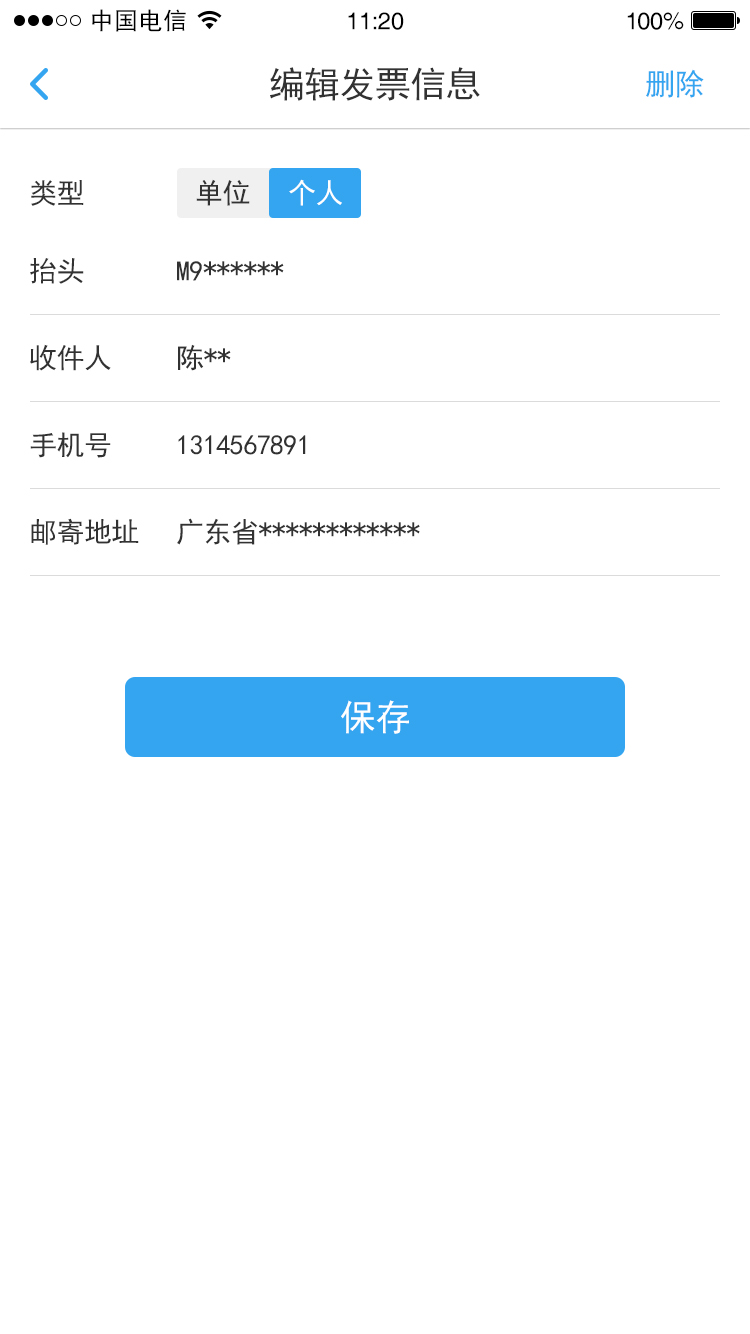 中国电信 11:20 100%
编辑发票信息 删除
类型 单位 个人
抬头 M9******
收件人 陈**
手机号 1314567891
邮寄地址 广东省************
保存